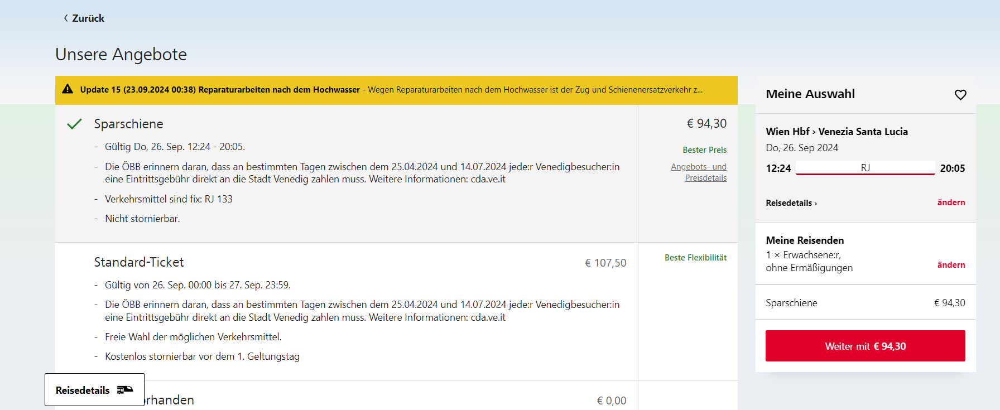 Zurück
Unsere Angebote
Update 15 (23.09.2024 00:38) Reparaturarbeiten nach dem Hochwasser - Wegen Reparaturarbeiten nach dem Hochwasser ist der Zug und Schienenersatzverkehr z...
Sparschiene
€ 94,30
- Gültig Do, 26. Sep. 12:24 - 20:05.
Bester Preis
- Die ÖBB erinnern daran, dass an bestimmten Tagen zwischen dem 25.04.2024 und 14.07.2024 jede:r Venedigbesucher:in
eine Eintrittsgebühr direkt an die Stadt Venedig zahlen muss. Weitere Informationen: cda.ve.it
Angebots- und
Preisdetails
- Verkehrsmittel sind fix: RJ 133
- Nicht stornierbar.
Standard-Ticket
€ 107,50
Beste Flexibilität
- Gültig von 26. Sep. 00:00 bis 27. Sep. 23:59.
- Die ÖBB erinnern daran, dass an bestimmten Tagen zwischen dem 25.04.2024 und 14.07.2024 jede:r Venedigbesucher:in
eine Eintrittsgebühr direkt an die Stadt Venedig zahlen muss. Weitere Informationen: cda.ve.it
- Freie Wahl der möglichen Verkehrsmittel.
- Kostenlos stornierbar vor dem 1. Geltungstag
Reisedetails
€ 0,00
Meine Auswahl
Wien Hbf › Venezia Santa Lucia
Do, 26. Sep 2024
12:24 RJ 20:05
Reisedetails ›
ändern
Meine Reisenden
1 × Erwachsene:r,
ohne Ermäßigungen
ändern
Sparschiene € 94,30
Weiter mit € 94,30